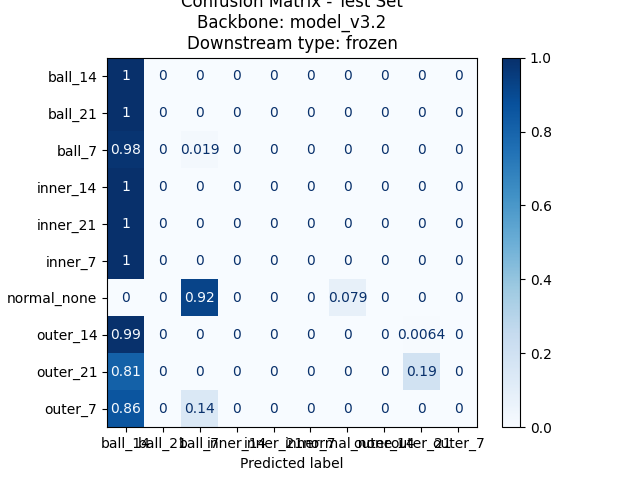 Confusion Matrix - Test Set
Backbone: model_v3.2
Downstream type: frozen
ball_14 1 0 0 0 0 0 0 0 0 0 1.0
ball_21 1 0 0 0 0 0 0 0 0 0
ball_7 0.98 0 0.019 0 0 0 0 0 0 0 0.8
inner_14 1 0 0 0 0 0 0 0 0 0
inner_21 1 0 0 0 0 0 0 0 0 0 0.6
inner_7 1 0 0 0 0 0 0 0 0 0
normal_none 0 0 0.92 0 0 0 0.079 0 0 0 0.4
outer_14 0.99 0 0 0 0 0 0 0 0.0064 0 0.2
outer_21 0.81 0 0 0 0 0 0 0 0.19 0
outer_7 0.86 0 0.14 0 0 0 0 0 0 0 0.0
ball_14 ball_21 ball_7 inner_14 inner_21 inner_7 normal_none outer_14 outer_21 outer_7
Predicted label